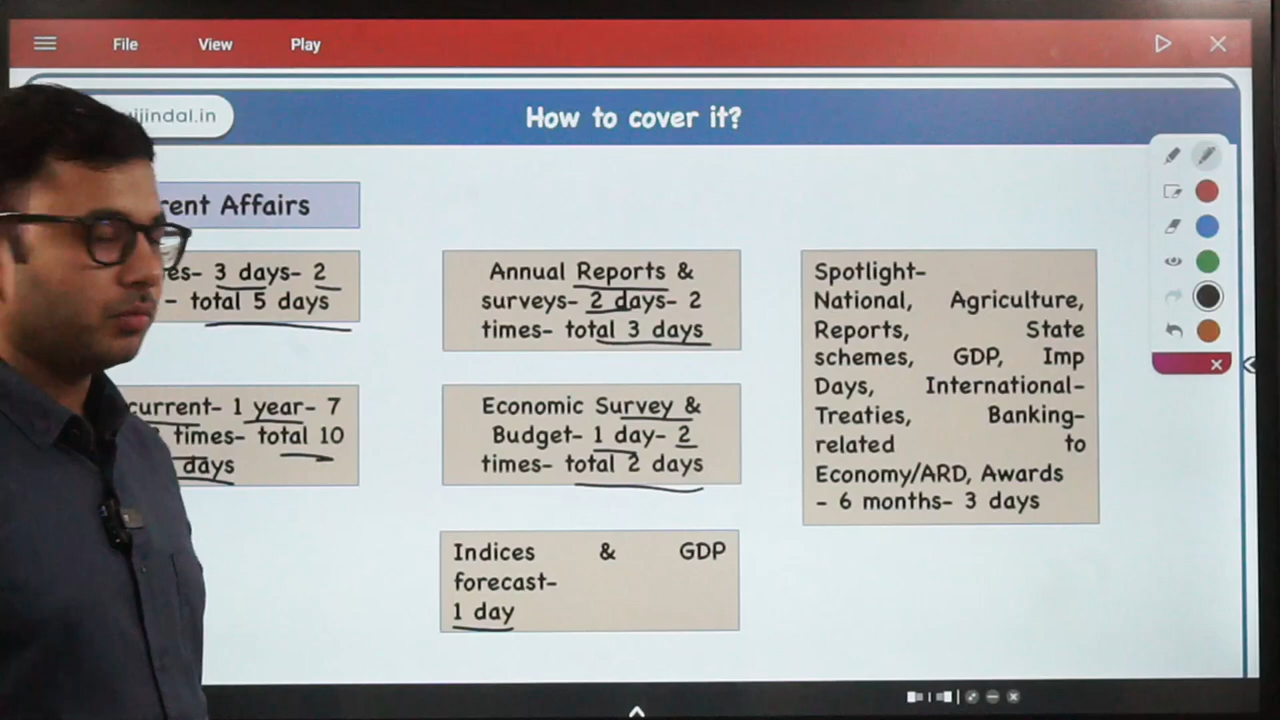 File View Play
jindal.in
How to cover it?
rent Affairs
es- 3 days- 2
- total 5 days
current- 1 year- 7
times- total 10
days
Annual Reports &
surveys- 2 days- 2
times- total 3 days
Economic Survey &
Budget- 1 day- 2
times- total 2 days
Indices & GDP
forecast-
1 day
Spotlight-
National, Agriculture,
Reports, State
schemes, GDP, Imp
Days, International-
Treaties, Banking-
related to
Economy/ARD, Awards
- 6 months- 3 days